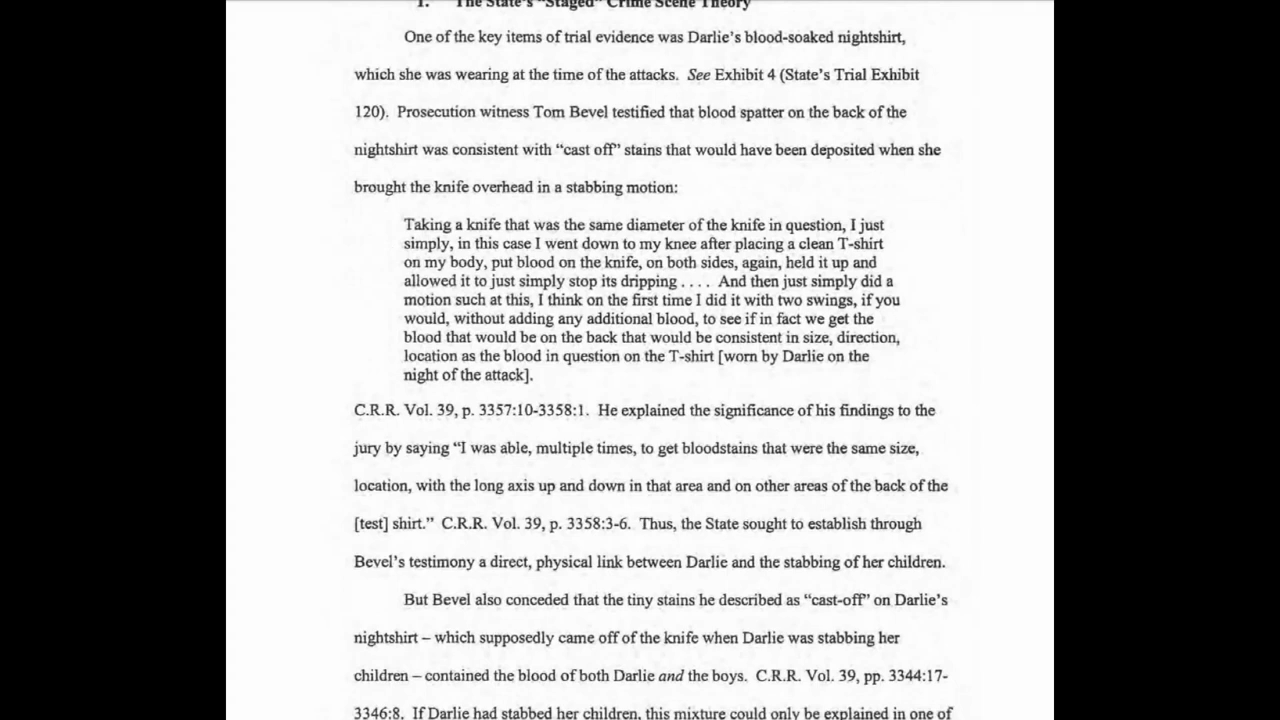 1. The State's "Staged" Crime Scene Theory
One of the key items of trial evidence was Darlie's blood-soaked nightshirt,
which she was wearing at the time of the attacks. See Exhibit 4 (State's Trial Exhibit
120). Prosecution witness Tom Bevel testified that blood spatter on the back of the
nightshirt was consistent with "cast off" stains that would have been deposited when she
brought the knife overhead in a stabbing motion:
Taking a knife that was the same diameter of the knife in question, I just
simply, in this case I went down to my knee after placing a clean T-shirt
on my body, put blood on the knife, on both sides, again, held it up and
allowed it to just simply stop its dripping . . . . And then just simply did a
motion such at this, I think on the first time I did it with two swings, if you
would, without adding any additional blood, to see if in fact we get the
blood that would be on the back that would be consistent in size, direction,
location as the blood in question on the T-shirt [worn by Darlie on the
night of the attack].
C.R.R. Vol. 39, p. 3357:10-3358:1. He explained the significance of his findings to the
jury by saying "I was able, multiple times, to get bloodstains that were the same size,
location, with the long axis up and down in that area and on other areas of the back of the
[test] shirt." C.R.R. Vol. 39, p. 3358:3-6. Thus, the State sought to establish through
Bevel's testimony a direct, physical link between Darlie and the stabbing of her children.
But Bevel also conceded that the tiny stains he described as "cast-off" on Darlie's
nightshirt – which supposedly came off of the knife when Darlie was stabbing her
children – contained the blood of both Darlie and the boys. C.R.R. Vol. 39, pp. 3344:17-
3346:8. If Darlie had stabbed her children, this mixture could only be explained in one of